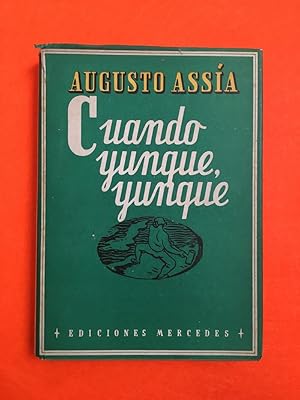 AUGUSTO ASSÍA
Cuando
yunque,
yunque
+ EDICIONES MERCEDES +